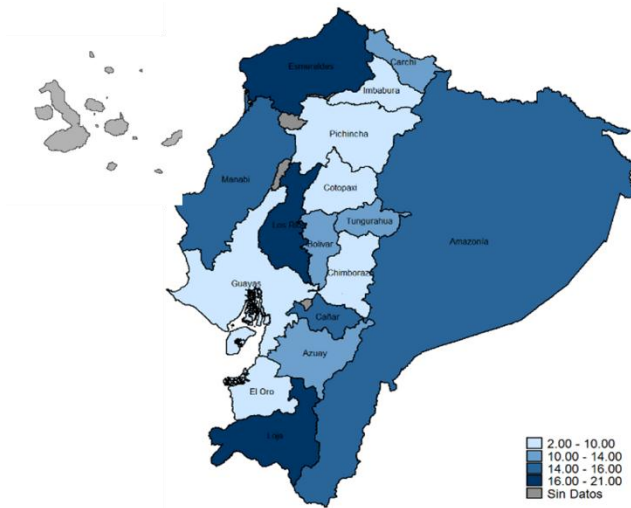 Esmeraldas
Carchi
Imbabura
Pichincha
Manabí
Cotopaxi
Los Ríos
Bolívar
Tungurahua
Amazonía
Chimborazo
Guayas
Cañar
Azuay
El Oro
Loja
2.00 - 10.00
10.00 - 14.00
14.00 - 16.00
16.00 - 21.00
Sin Datos